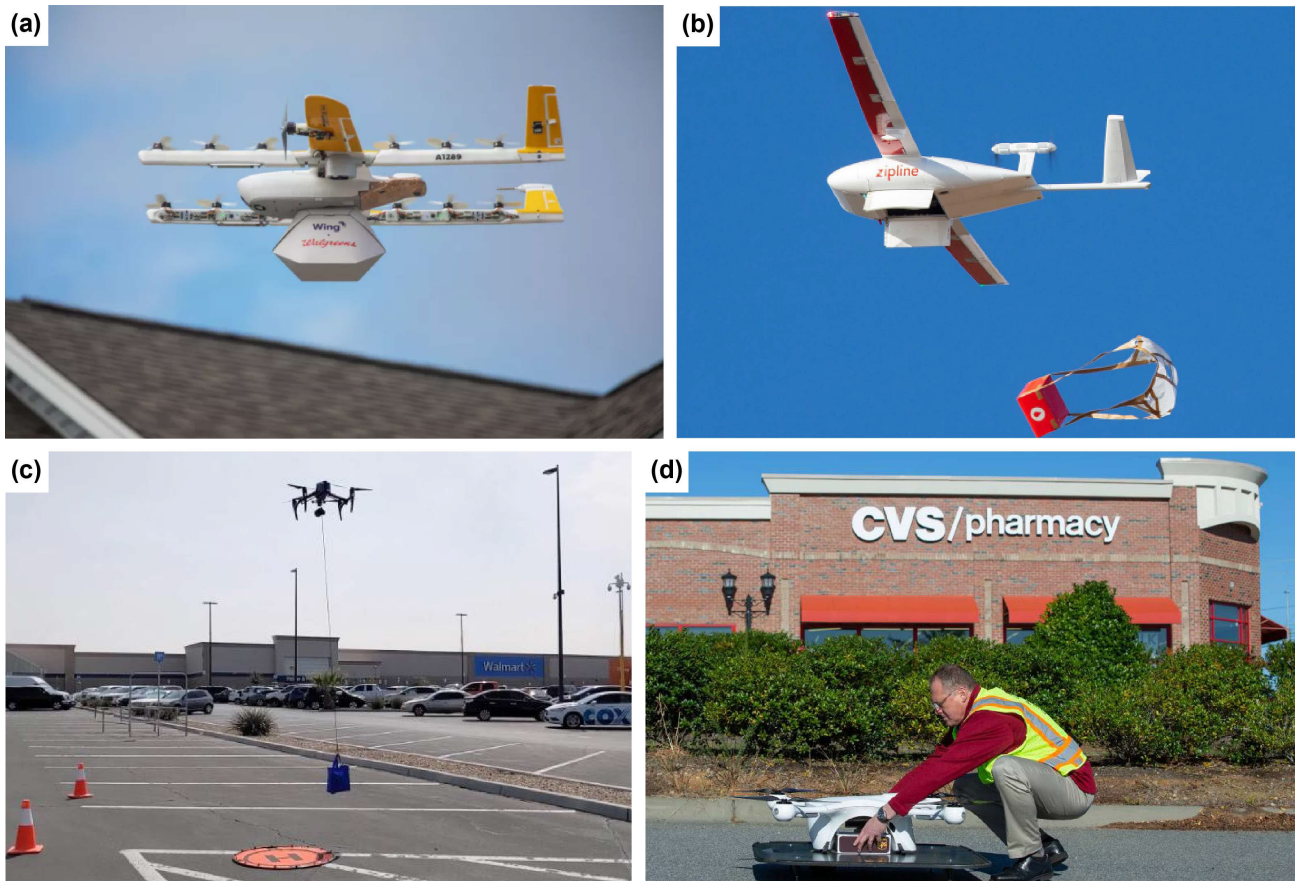 (a)
A1289
Wing
Walgreens
(b)
zipline
(c)
Walmart
COX
H
(d)
CVS/pharmacy